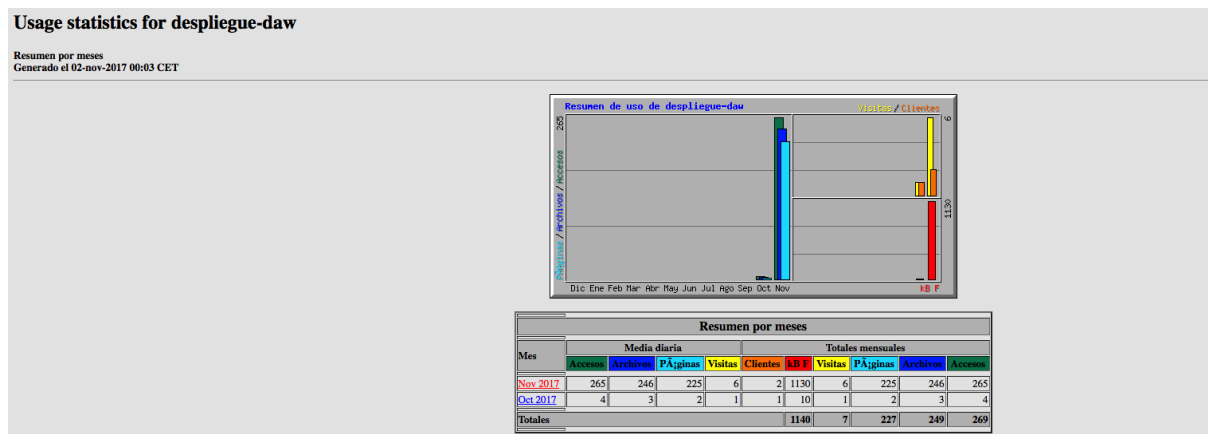 Usage statistics for despliegue-daw
Resumen por meses
Generado el 02-nov-2017 00:03 CET
Resumen de uso de despliegue-daw
Visitas / Clientes
265
6
PÃ¡ginas / Archivos / Accesos
1130
Dic Ene Feb Mar Abr May Jun Jul Ago Sep Oct Nov
kB F
Resumen por meses
Mes Media diaria Totales mensuales
Accesos Archivos PÃ¡ginas Visitas Clientes kB F Visitas PÃ¡ginas Archivos Accesos
Nov 2017 265 246 225 6 2 1130 6 225 246 265
Oct 2017 4 3 2 1 1 10 1 2 3 4
Totales 1140 7 227 249 269